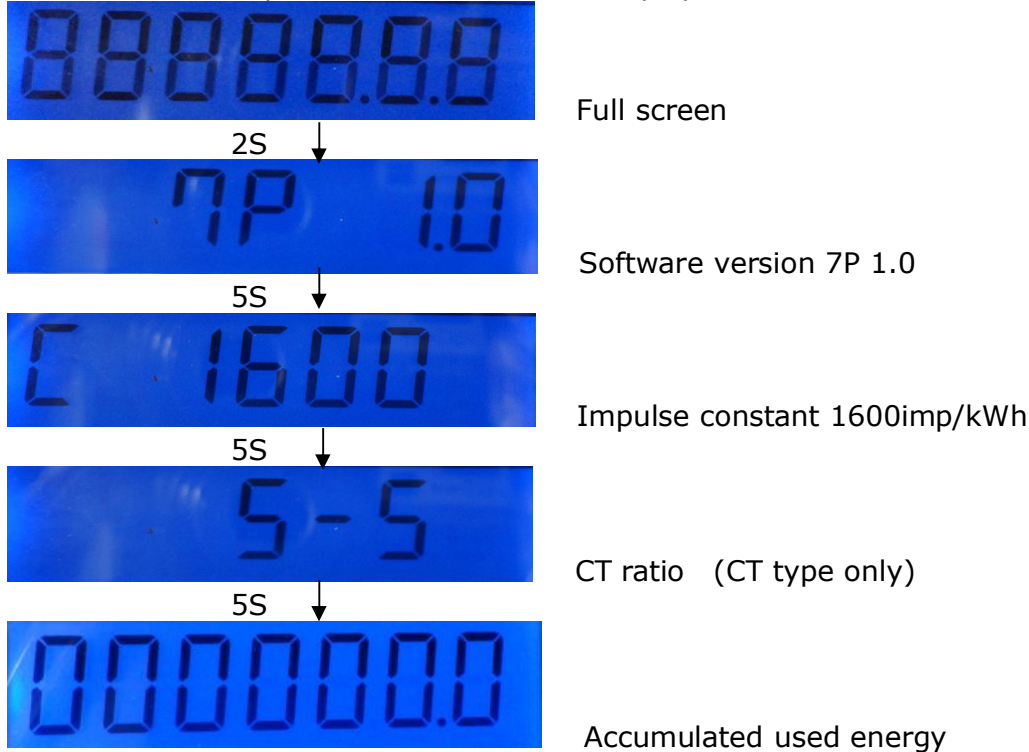 8888888.8.8
Full screen
2S
7P 1.0
Software version 7P 1.0
5S
C 1600
Impulse constant 1600imp/kWh
5S
5-5
CT ratio (CT type only)
5S
000000.0
Accumulated used energy